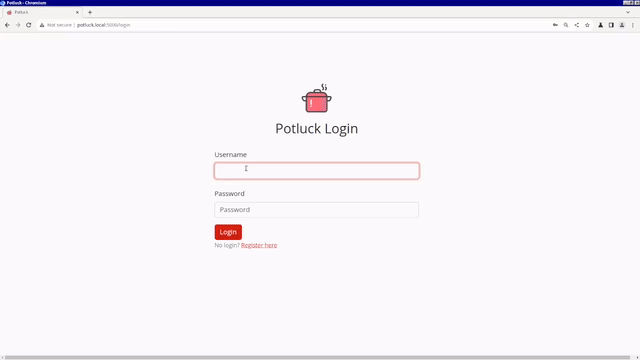 Potluck - Chromium
Potluck
Not secure
potluck.local:5000/login
Potluck Login
Username
Password
Password
Login
No login? Register here